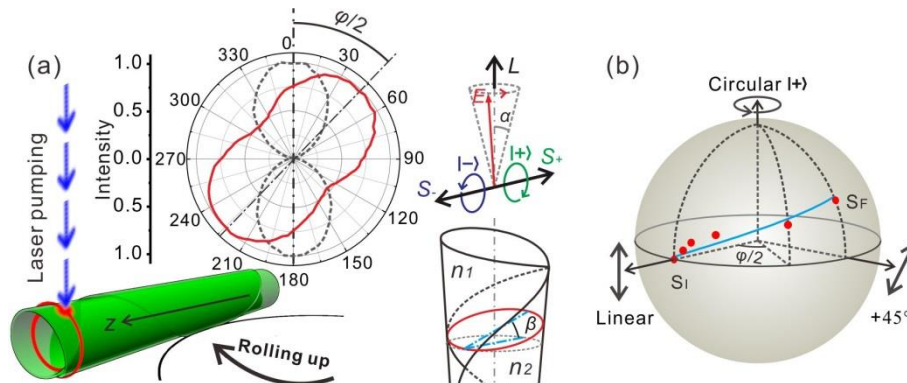 (a)
Laser pumping
Intensity
1.0
0.5
0.0
0.5
1.0
φ/2
0
30
60
90
120
150
180
210
240
270
300
330
z
Rolling up
L
E
α
|−⟩
|+⟩
S-
S+
n1
β
n2
(b)
Circular |+⟩
SF
φ/2
SI
Linear
+45°